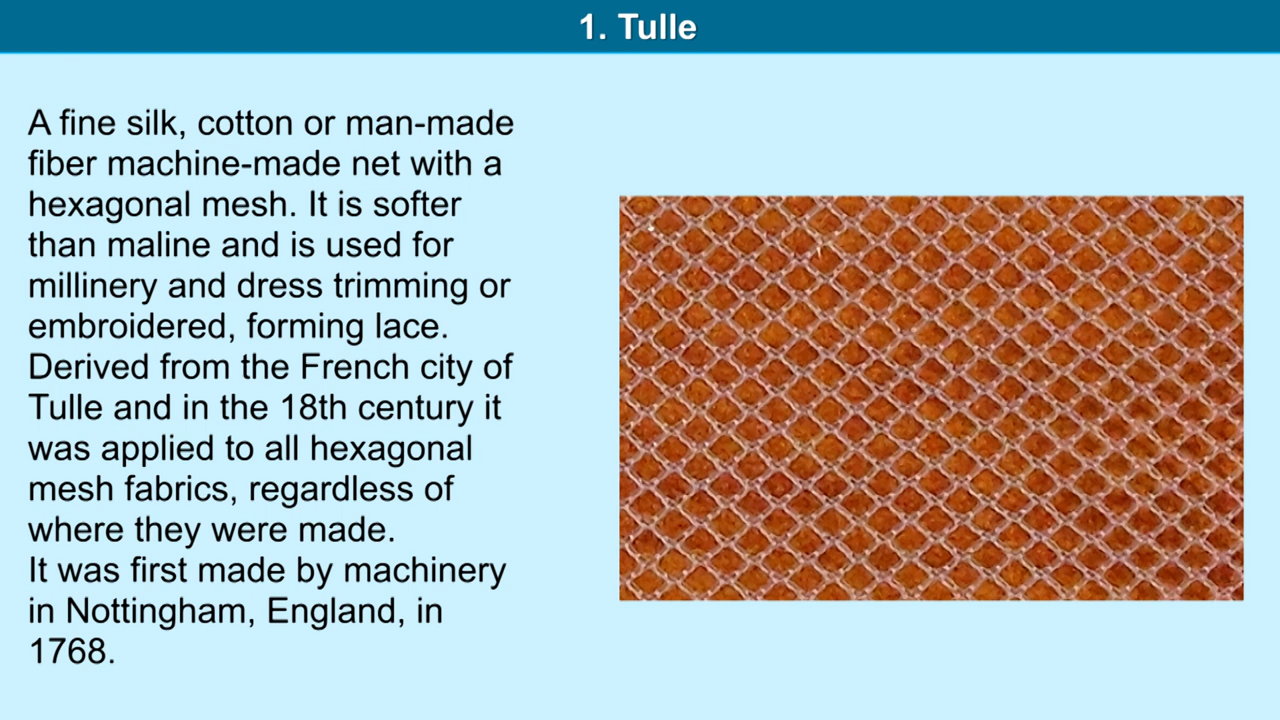 1. Tulle
A fine silk, cotton or man-made
fiber machine-made net with a
hexagonal mesh. It is softer
than maline and is used for
millinery and dress trimming or
embroidered, forming lace.
Derived from the French city of
Tulle and in the 18th century it
was applied to all hexagonal
mesh fabrics, regardless of
where they were made.
It was first made by machinery
in Nottingham, England, in
1768.